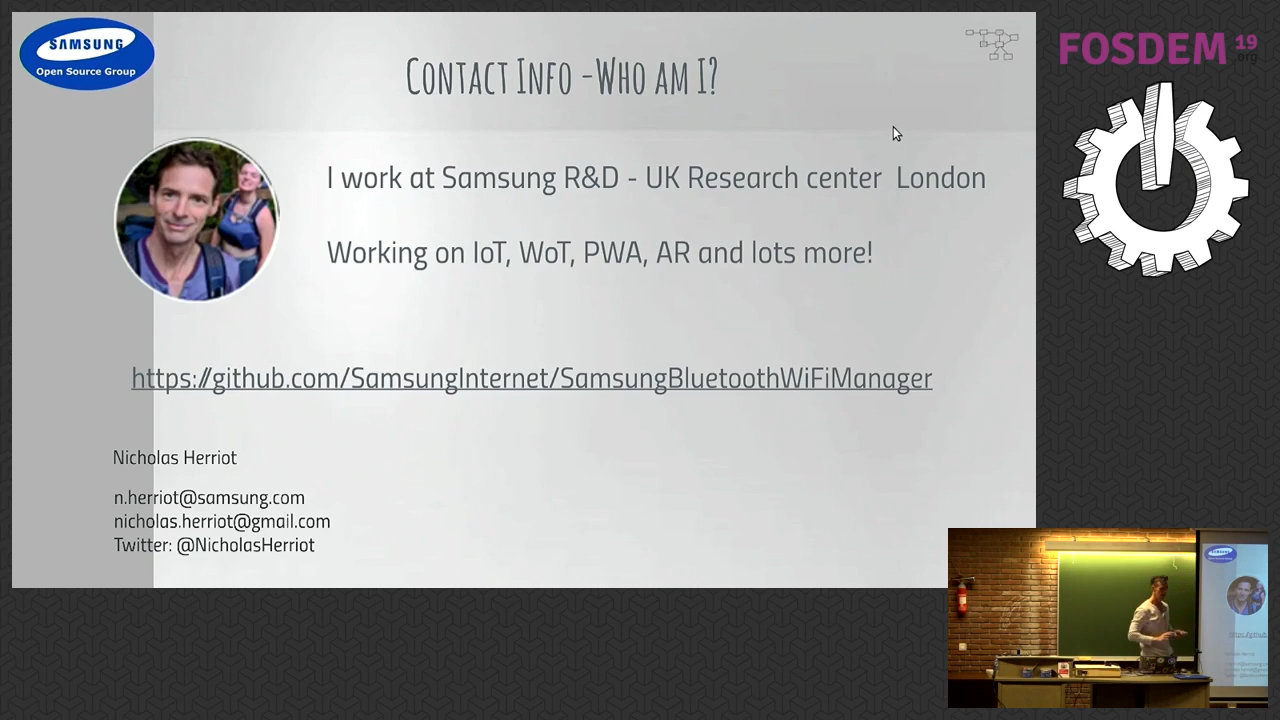 SAMSUNG
Open Source Group
Contact Info -Who am I?
FOSDEM 19
.org
I work at Samsung R&D - UK Research center London
Working on IoT, WoT, PWA, AR and lots more!
https://github.com/SamsungInternet/SamsungBluetoothWiFiManager
Nicholas Herriot
n.herriot@samsung.com
nicholas.herriot@gmail.com
Twitter: @NicholasHerriot